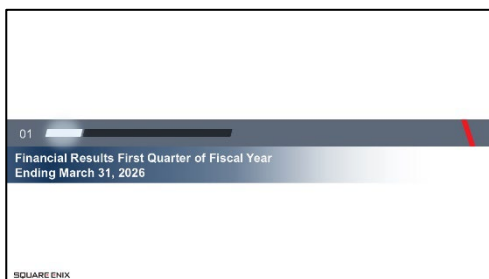 01
Financial Results First Quarter of Fiscal Year
Ending March 31, 2026
SQUARE ENIX